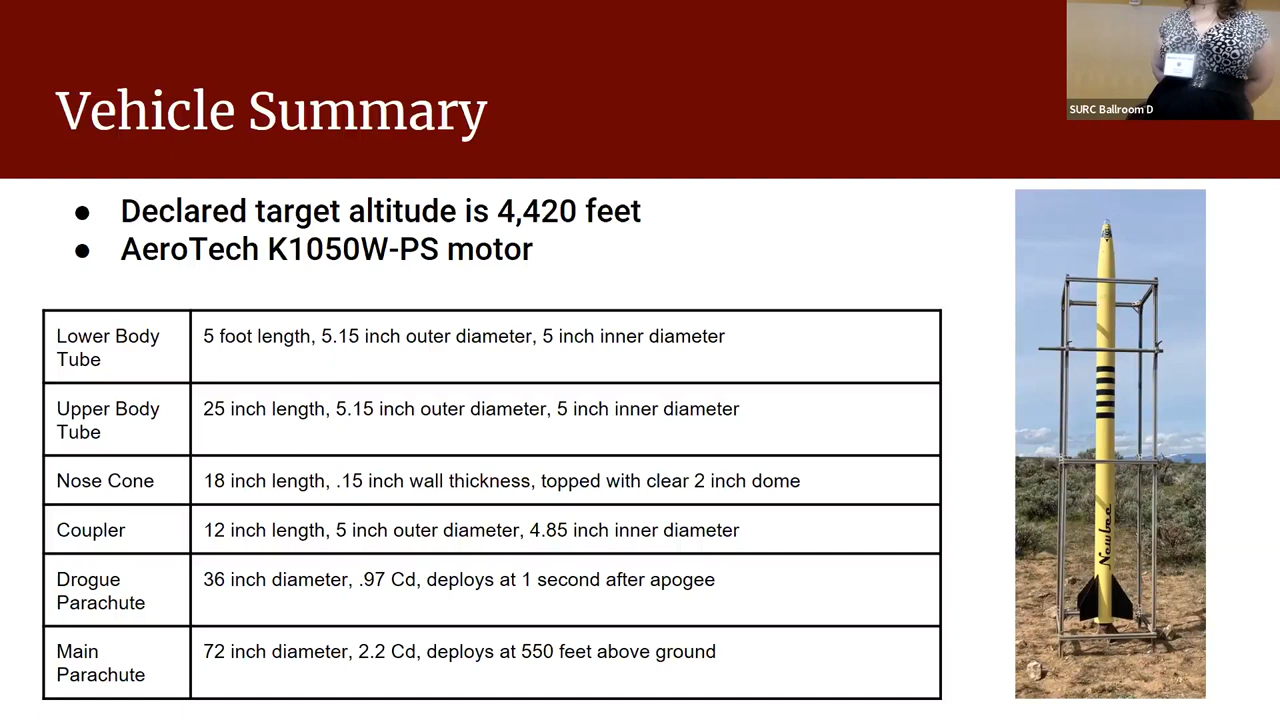 Vehicle Summary
SURC Ballroom D
● Declared target altitude is 4,420 feet
● AeroTech K1050W-PS motor
Lower Body
Tube
5 foot length, 5.15 inch outer diameter, 5 inch inner diameter
Upper Body
Tube
25 inch length, 5.15 inch outer diameter, 5 inch inner diameter
Nose Cone
18 inch length, .15 inch wall thickness, topped with clear 2 inch dome
Coupler
12 inch length, 5 inch outer diameter, 4.85 inch inner diameter
Drogue
Parachute
36 inch diameter, .97 Cd, deploys at 1 second after apogee
Main
Parachute
72 inch diameter, 2.2 Cd, deploys at 550 feet above ground
Newbee